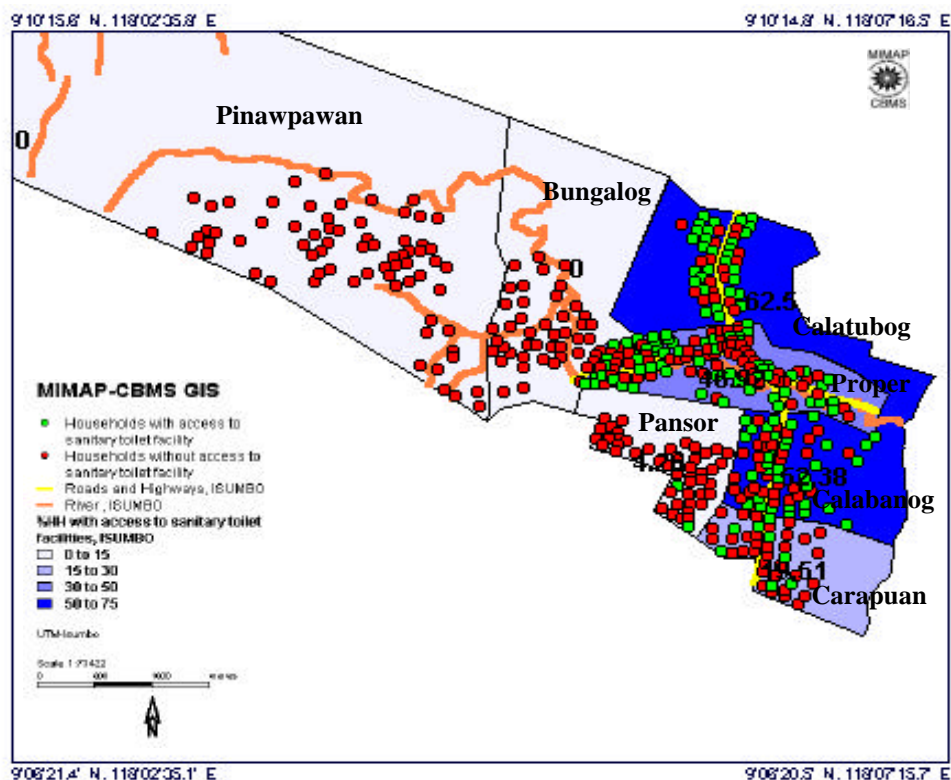 9°10'15.6" N, 118°02'35.8" E
9°10'14.8" N, 118°07'16.5" E
MIMAP
CBMS
Pinawpawan
0
Bungalog
0
62.5
Calatubog
Proper
Pansor
Calabanog
Carapuan
MIMAP-CBMS GIS
Households with access to
sanitary toilet facility
Households without access to
sanitary toilet facility
Roads and Highways, ISUMBO
River, ISUMBO
%HH with access to sanitary toilet
facilities, ISUMBO
0 to 15
15 to 30
30 to 50
50 to 75
UTM-Isumbo
Scale
0
9°06'21.4" N, 118°02'35.1" E
9°06'20.5" N, 118°07'15.7" E